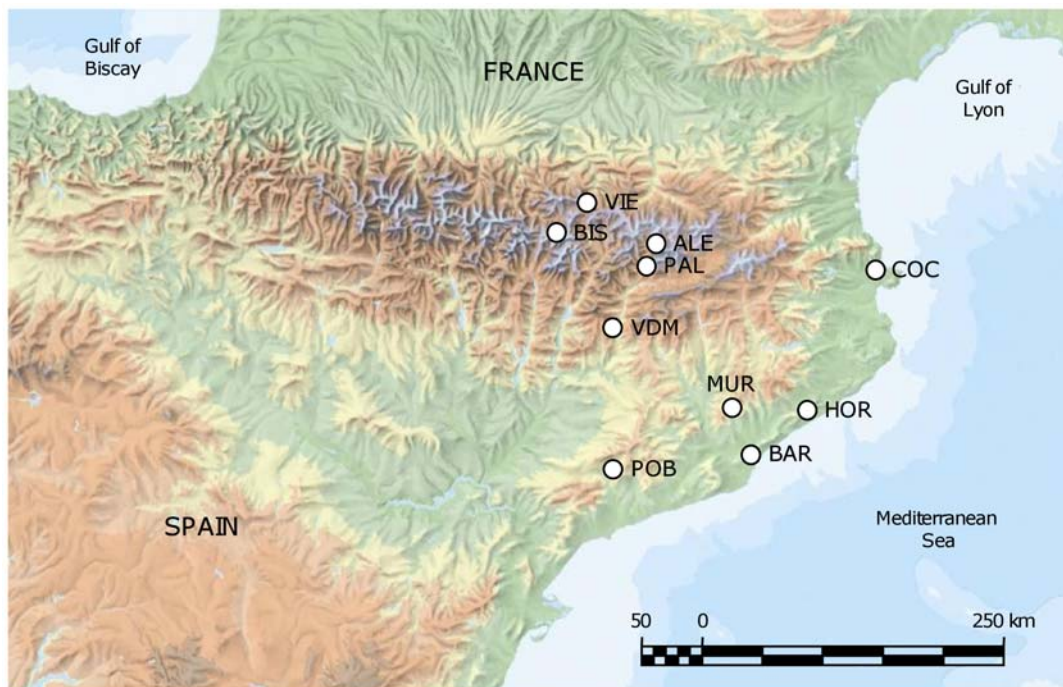 Gulf of
Biscay
FRANCE
Gulf of
Lyon
VIE
BIS
ALE
PAL
COC
VDM
MUR
HOR
BAR
POB
SPAIN
Mediterranean
Sea
50 0 250 km